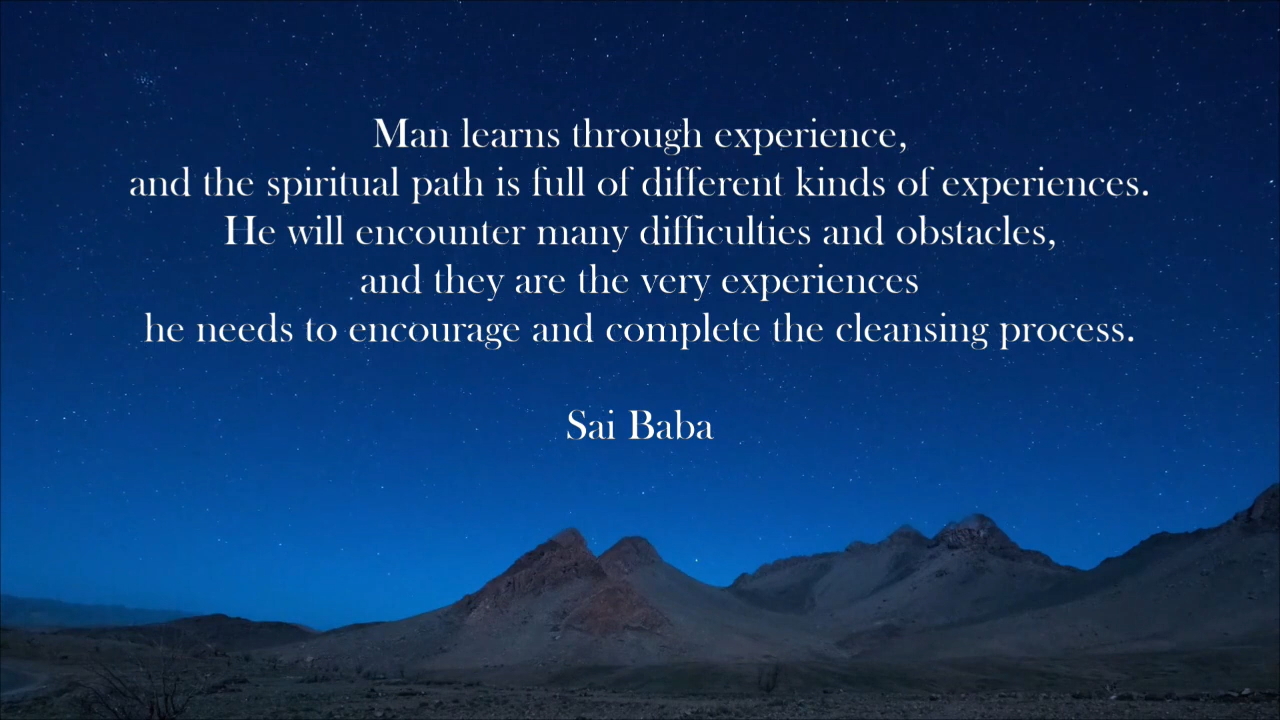 Man learns through experience,
and the spiritual path is full of different kinds of experiences.
He will encounter many difficulties and obstacles,
and they are the very experiences
he needs to encourage and complete the cleansing process.
Sai Baba